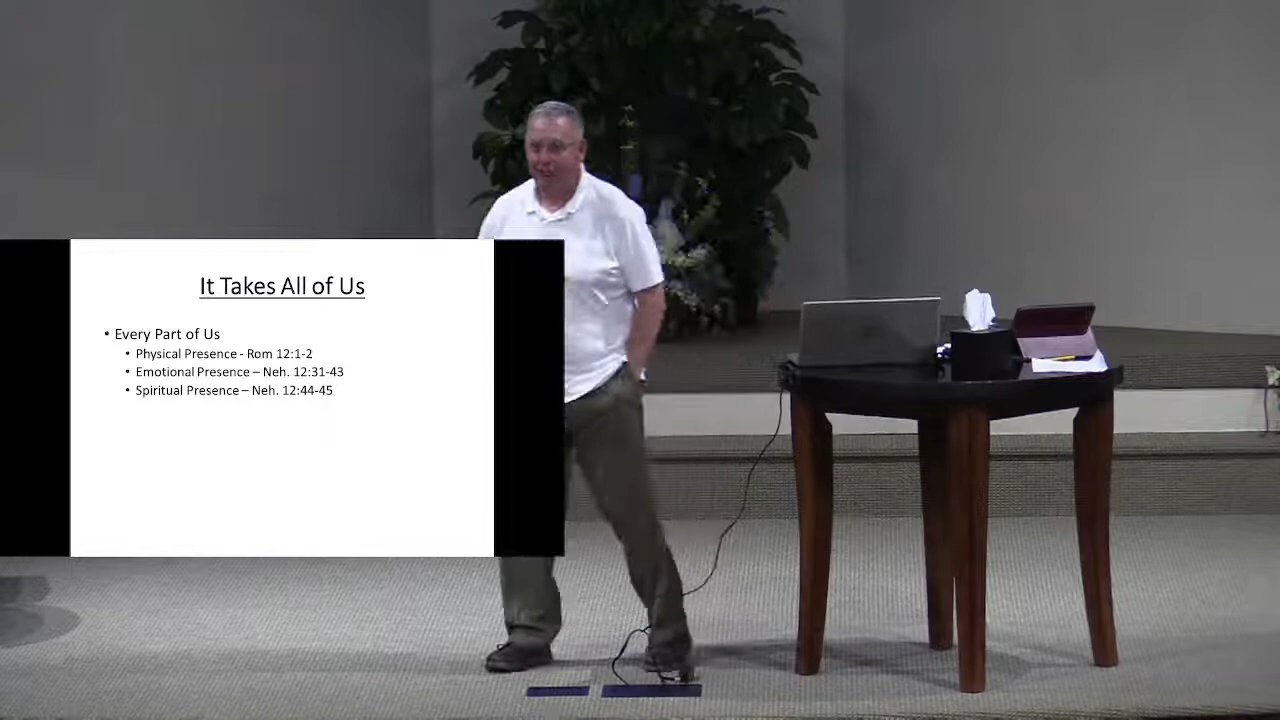 It Takes All of Us
• Every Part of Us
• Physical Presence - Rom 12:1-2
• Emotional Presence – Neh. 12:31-43
• Spiritual Presence – Neh. 12:44-45